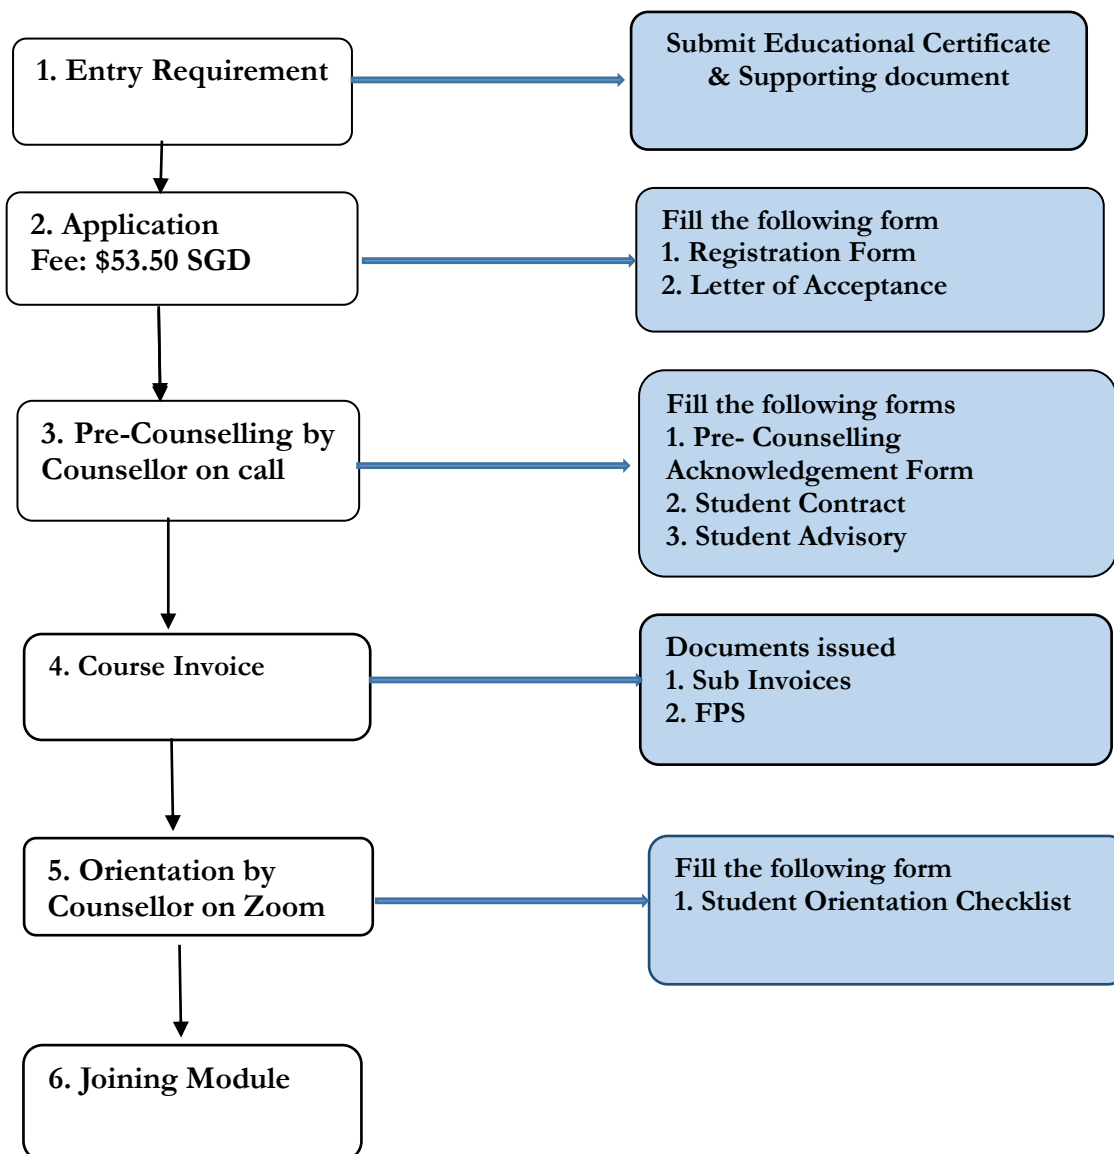 1. Entry Requirement
Submit Educational Certificate
& Supporting document
2. Application
Fee: $53.50 SGD
Fill the following form
1. Registration Form
2. Letter of Acceptance
3. Pre-Counselling by
Counsellor on call
Fill the following forms
1. Pre- Counselling
Acknowledgement Form
2. Student Contract
3. Student Advisory
4. Course Invoice
Documents issued
1. Sub Invoices
2. FPS
5. Orientation by
Counsellor on Zoom
Fill the following form
1. Student Orientation Checklist
6. Joining Module